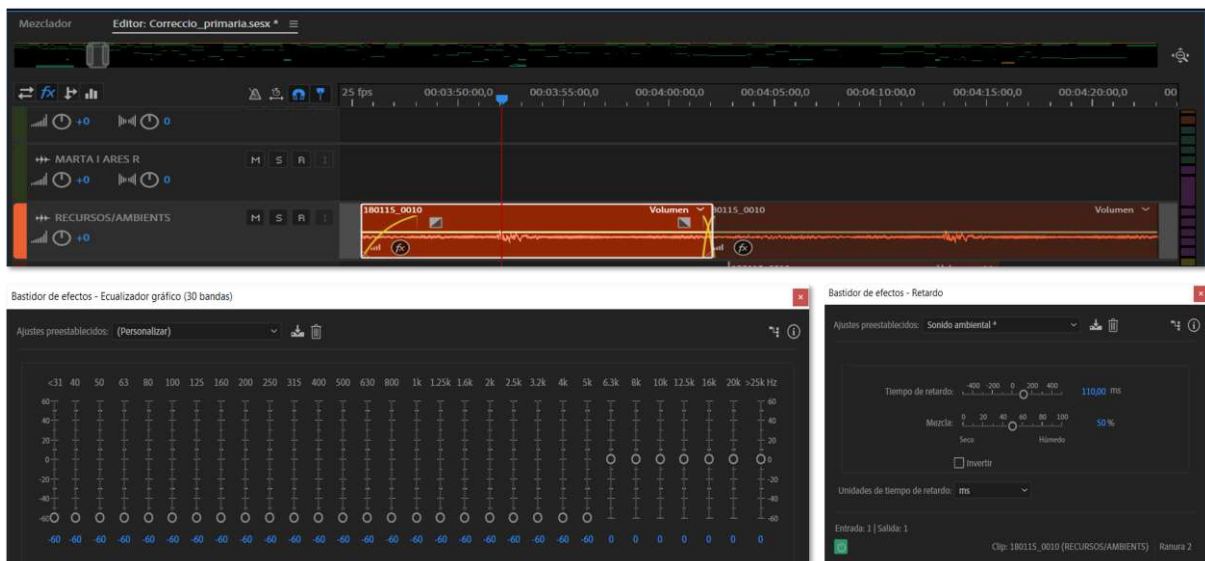 Mezclador Editor: Correccio_primaria.sesx *
25 fps 00:03:50:00,0 00:03:55:00,0 00:04:00:00,0 00:04:05:00,0 00:04:10:00,0 00:04:15:00,0 00:04:20:00,0 00
+0 0
MARTA I ARES R M S R I
+0 0
RECURSOS/AMBIENTS M S R I
+0
180115_0010 Volumen 80115_0010 Volumen
fx fx
Bastidor de efectos - Ecualizador gráfico (30 bandas)
Ajustes preestablecidos: (Personalizar)
<31 40 50 63 80 100 125 160 200 250 315 400 500 630 800 1k 1.25k 1.6k 2k 2.5k 3.2k 4k 5k 6.3k 8k 10k 12.5k 16k 20k >25k Hz
60 60
40 40
20 20
0 0
-20 -20
-40 -40
-60 -60
-60 -60 -60 -60 -60 -60 -60 -60 -60 -60 -60 -60 -60 -60 -60 -60 -60 -60 -60 -60 -60 -60 -60 0 0 0 0 0 0 0
Bastidor de efectos - Retardo
Ajustes preestablecidos: Sonido ambiental *
-400 -200 0 200 400
Tiempo de retardo: 110,00 ms
0 20 40 60 80 100
Mezcla: 50 %
Seco Húmedo
Invertir
Unidades de tiempo de retardo: ms
Entrada: 1 | Salida: 1
Clip: 180115_0010 (RECURSOS/AMBIENTS) Ranura 2